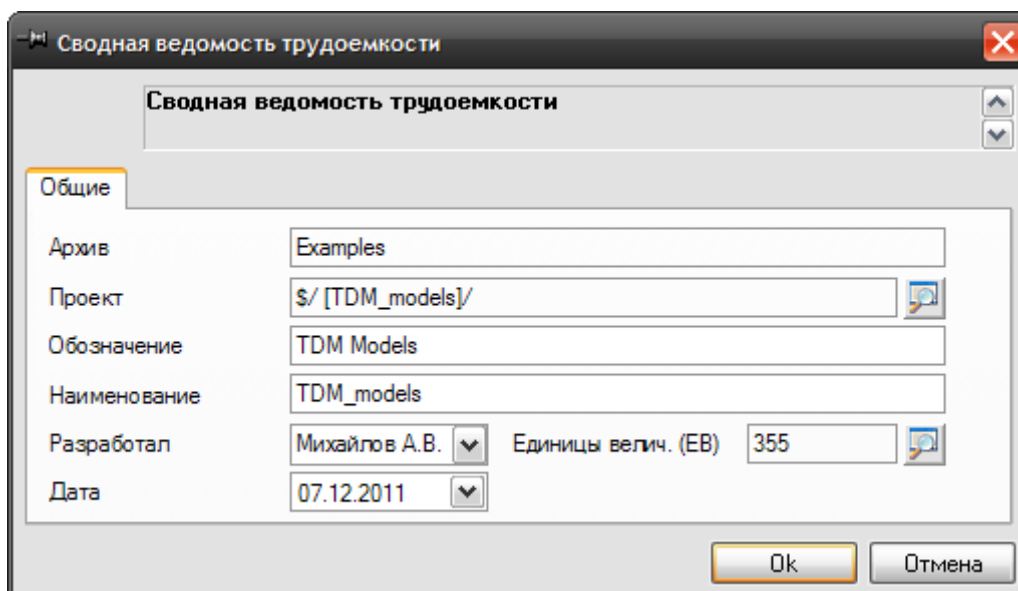 Сводная ведомость трудоемкости
Сводная ведомость трудоемкости
Общие
Архив Examples
Проект $/ [TDM_models]/
Обозначение TDM Models
Наименование TDM_models
Разработал Михайлов А.В. Единицы велич. (ЕВ) 355
Дата 07.12.2011
Ok Отмена